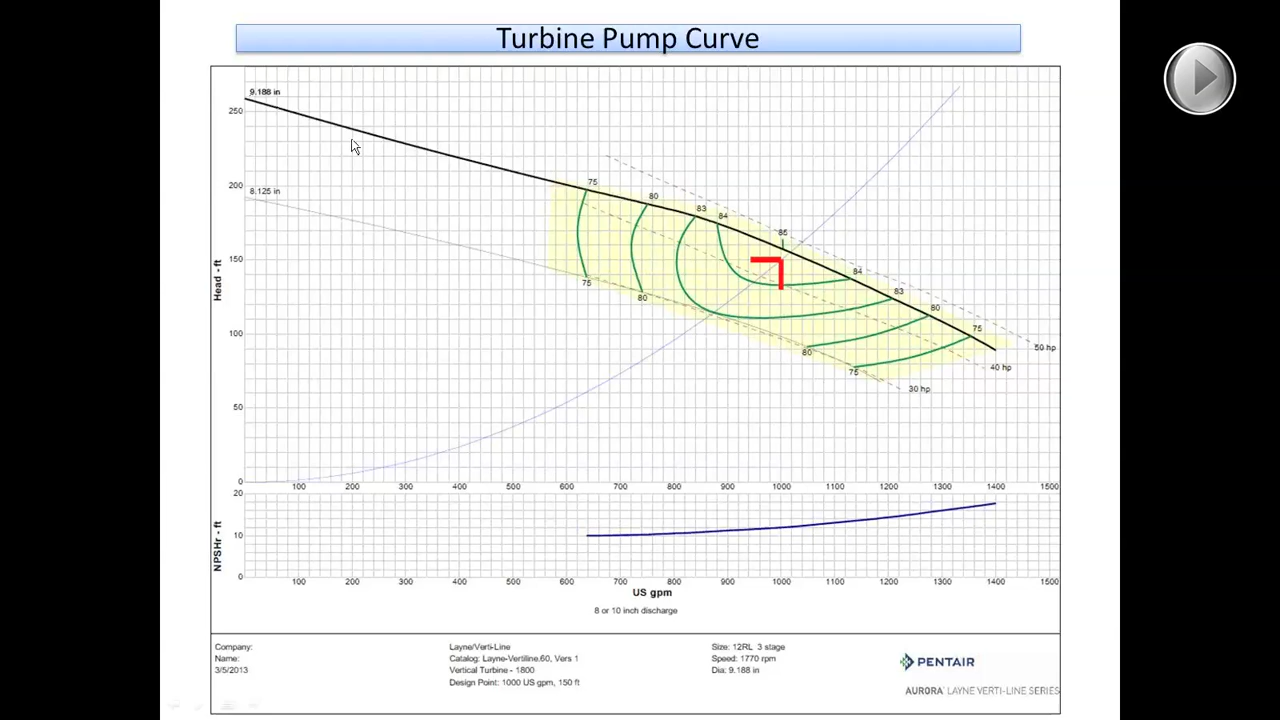 Turbine Pump Curve
9.188 in
250
8.125 in
200
75
80
83
84
85
150
84
83
75
80
80
100
75
50 hp
80
40 hp
75
30 hp
50
0
Head - ft
100 200 300 400 500 600 700 800 900 1000 1100 1200 1300 1400 1500
20
10
0
NPSHr - ft
100 200 300 400 500 600 700 800 900 1000 1100 1200 1300 1400 1500
US gpm
8 or 10 inch discharge
Company:
Name:
3/5/2013
Layne/Verti-Line
Catalog: Layne-Vertiline.60, Vers 1
Vertical Turbine - 1800
Design Point: 1000 US gpm, 150 ft
Size: 12RL 3 stage
Speed: 1770 rpm
Dia: 9.188 in
PENTAIR
AURORA LAYNE VERTI-LINE SERIES